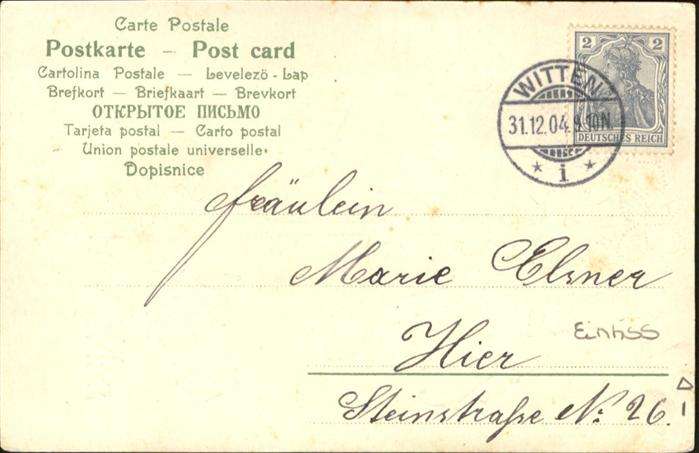 Carte Postale
Postkarte — Post card
Cartolina Postale — Levelezö-Lap
Brefkort — Briefkaart — Brevkort
ОТКРЫТОЕ ПИСЬМО
Tarjeta postal — Carto postal
Union postale universelle.
Dopisnice
2 2
DEUTSCHES REICH
WITTEN
31.12.04. 9-10N
* 1 *
Fräulein
Marie Elsner
Hier
Steinstraße No. 26.